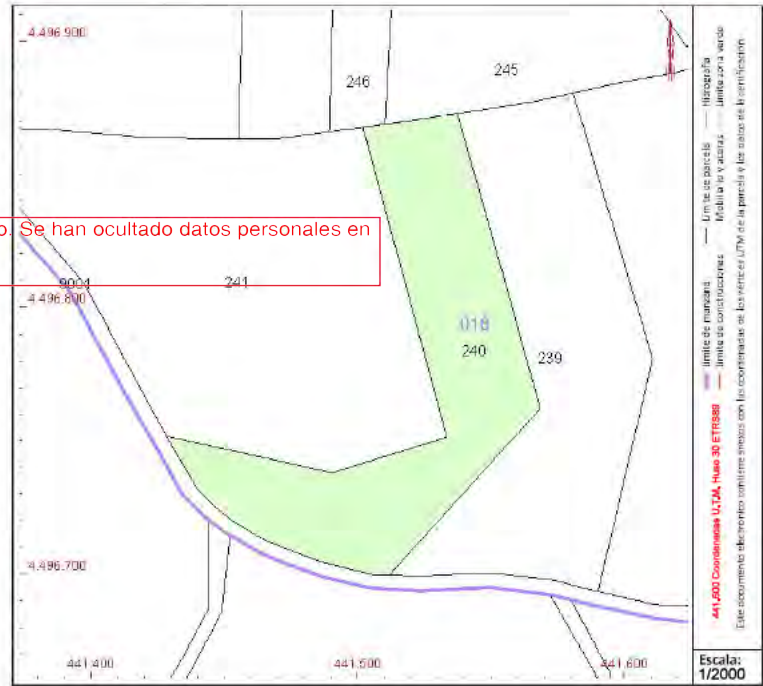 4.496.900
246
245
o. Se han ocultado datos personales en
9001
241
4.496.800
018
240
239
4.496.700
441.400
441.500
441.600
441,600 Coordenadas U.T.M. Huso 30 ETRS89
límite de manzana
Límite de parcela
Hidrografía
límite de construcciones
Mobiliario y aceras
Límite zona verde
Este documento electrónico contiene anexos con las coordenadas de los vértices UTM de la parcela y los datos de la certificación
Escala:
1/2000